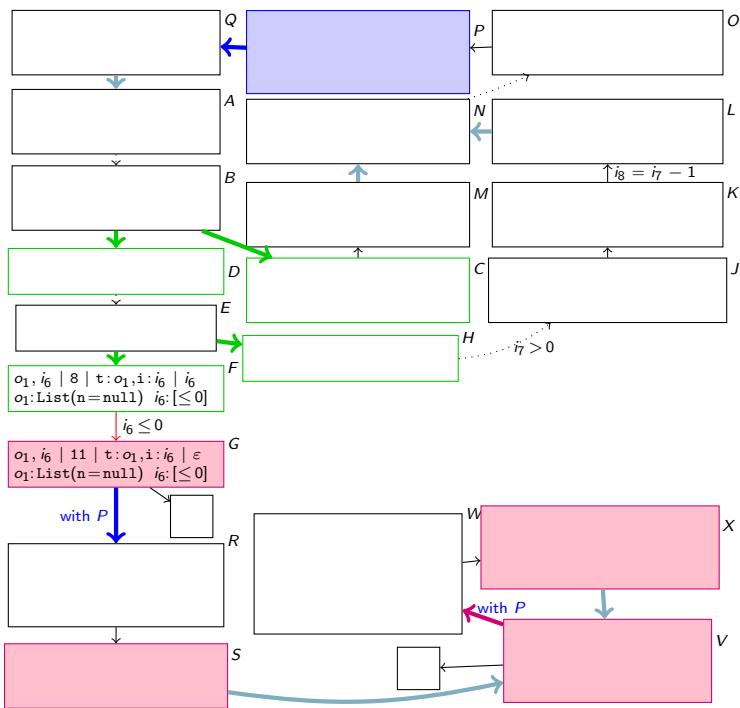 Q
P
O
A
N
L
i₈ = i₇ − 1
B
M
K
D
C
J
E
H
F
i₇ > 0
o₁, i₆ | 8 | t:o₁,i:i₆ | i₆
o₁:List(n=null) i₆:[≤0]
i₆ ≤ 0
G
o₁, i₆ | 11 | t:o₁,i:i₆ | ε
o₁:List(n=null) i₆:[≤0]
with P
R
W
X
with P
V
S